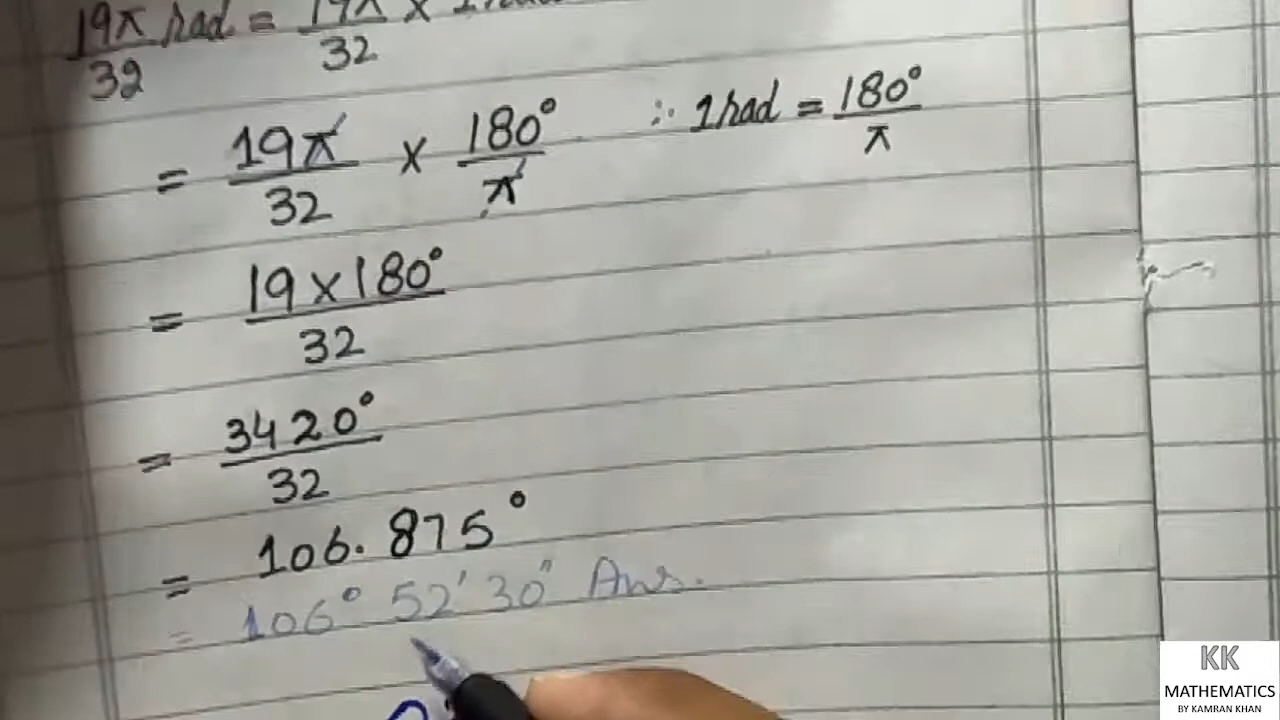 19π/32 rad = 19π/32 ×
= 19π/32 × 180°/π ∵ 1 rad = 180°/π
= 19×180°/32
= 3420°/32
= 106.875°
= 106° 52' 30" Ans.
KK
MATHEMATICS
BY KAMRAN KHAN